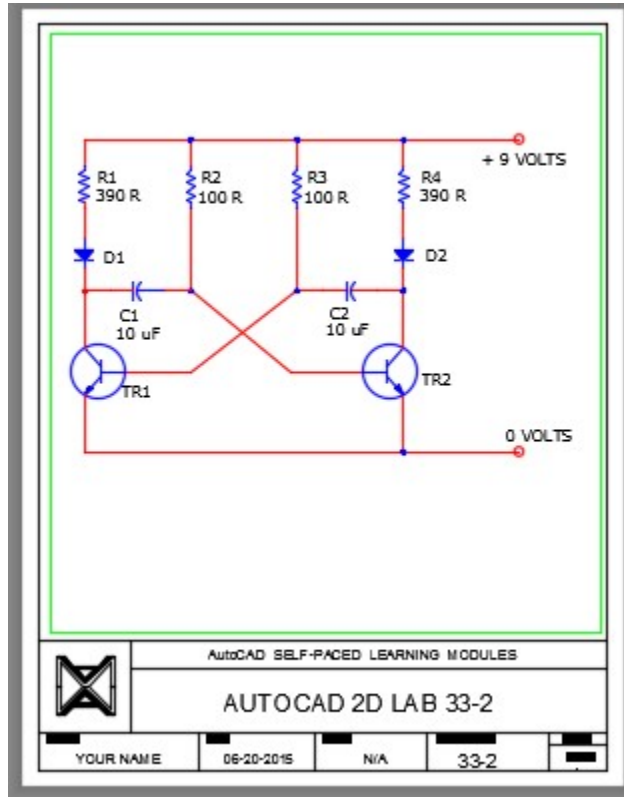 + 9 VOLTS
R1
390 R
R2
100 R
R3
100 R
R4
390 R
D1
D2
C1
10 uF
C2
10 uF
TR1
TR2
0 VOLTS
AutoCAD SELF-PACED LEARNING MODULES
AUTOCAD 2D LAB 33-2
YOUR NAME
06-20-2015
N/A
33-2